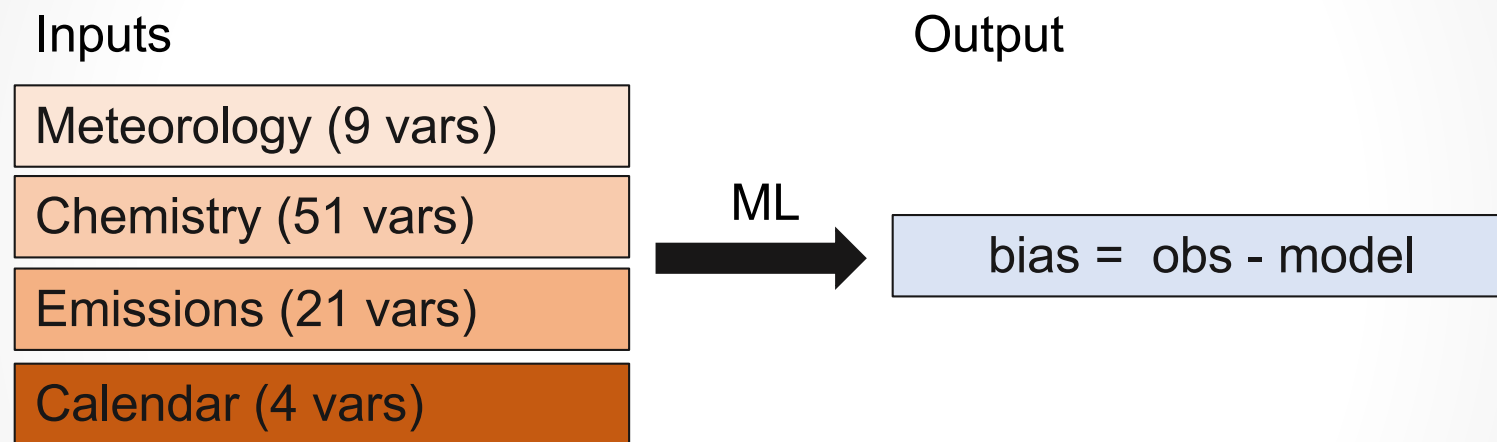 Inputs
Meteorology (9 vars)
Chemistry (51 vars)
Emissions (21 vars)
Calendar (4 vars)
ML
Output
bias = obs - model